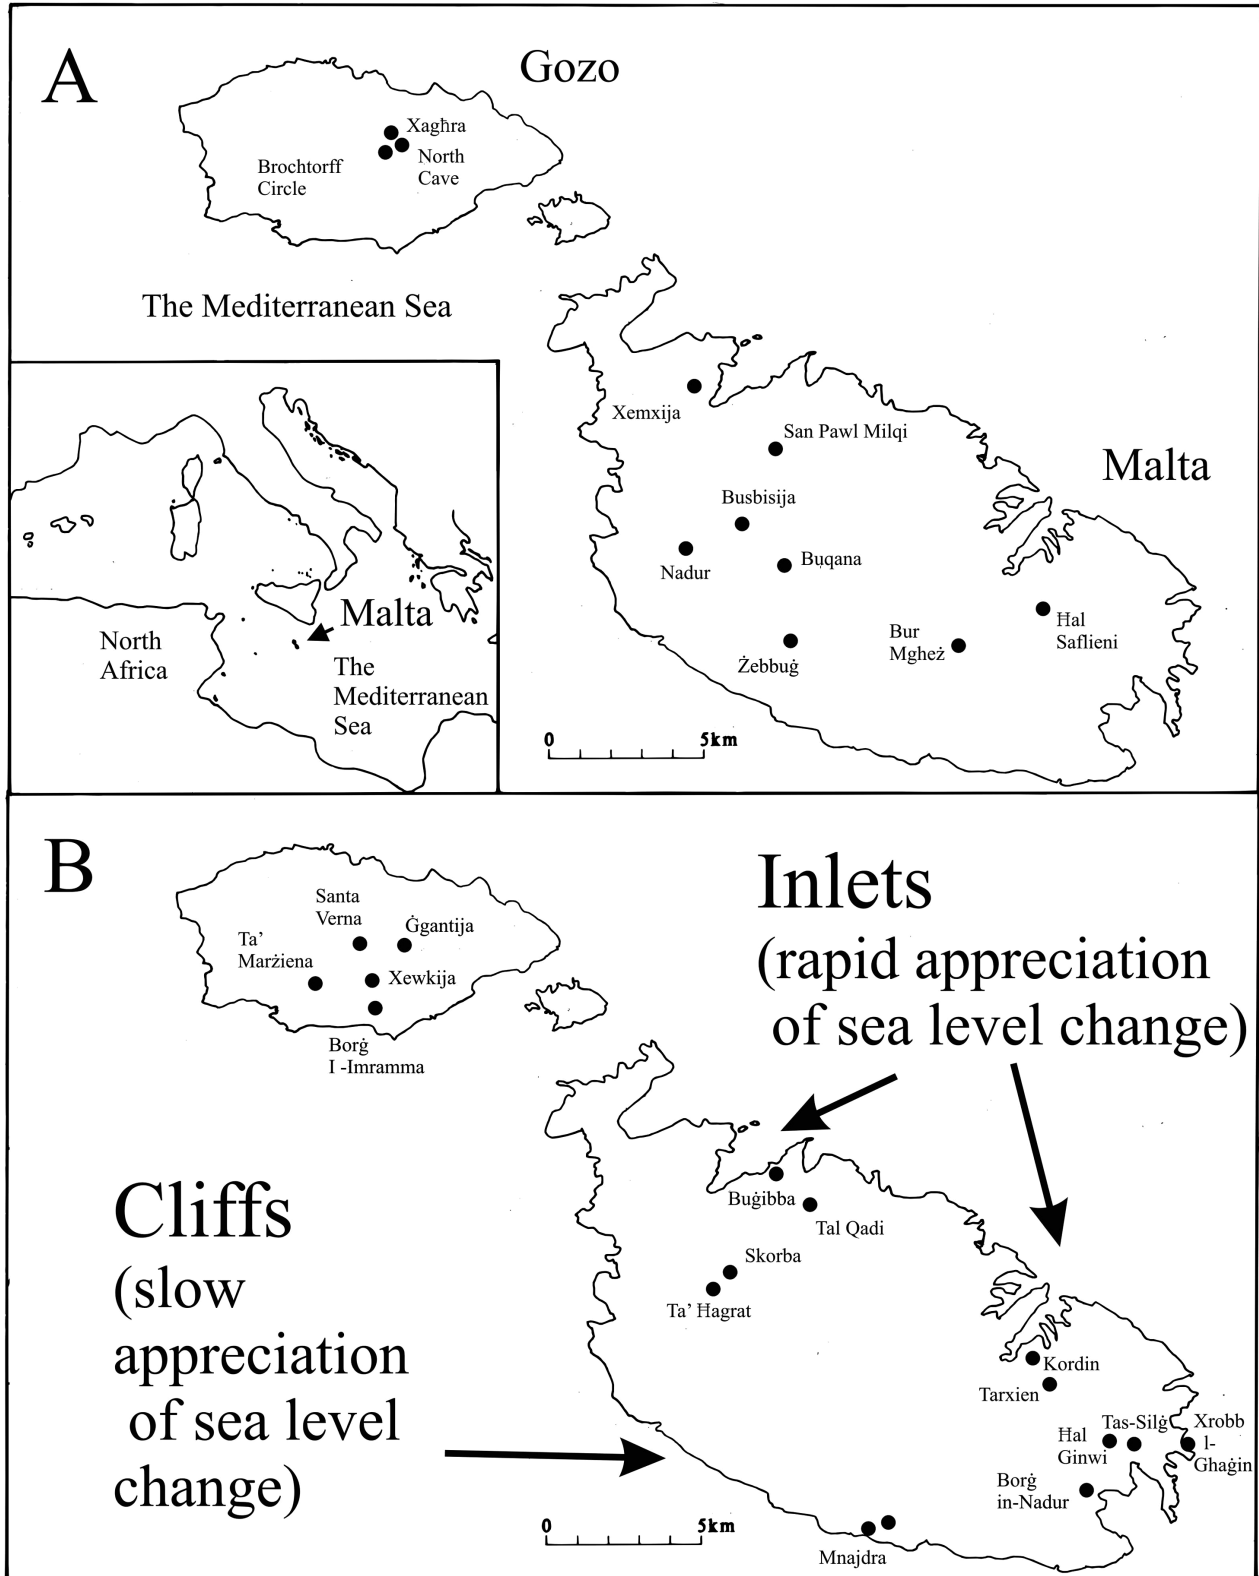 A
Gozo
Xagħra
North
Cave
Brochtorff
Circle
The Mediterranean Sea
Xemxija
San Pawl Milqi
Malta
Busbisija
Nadur
Buqana
Ħal
Saflieni
Bur
Mgheż
Żebbuġ
0 5km
Malta
North
Africa
The
Mediterranean
Sea
B
Inlets
(rapid appreciation
of sea level change)
Santa
Verna
Ġgantija
Ta’
Marżiena
Xewkija
Borġ
I -Imramma
Cliffs
(slow
appreciation
of sea level
change)
Buġibba
Tal Qadi
Skorba
Ta’ Ħagrat
Kordin
Tarxien
Tas-Silġ
Xrobb
l-
Ghaġin
Ħal
Ginwi
Borġ
in-Nadur
0 5km
Mnajdra